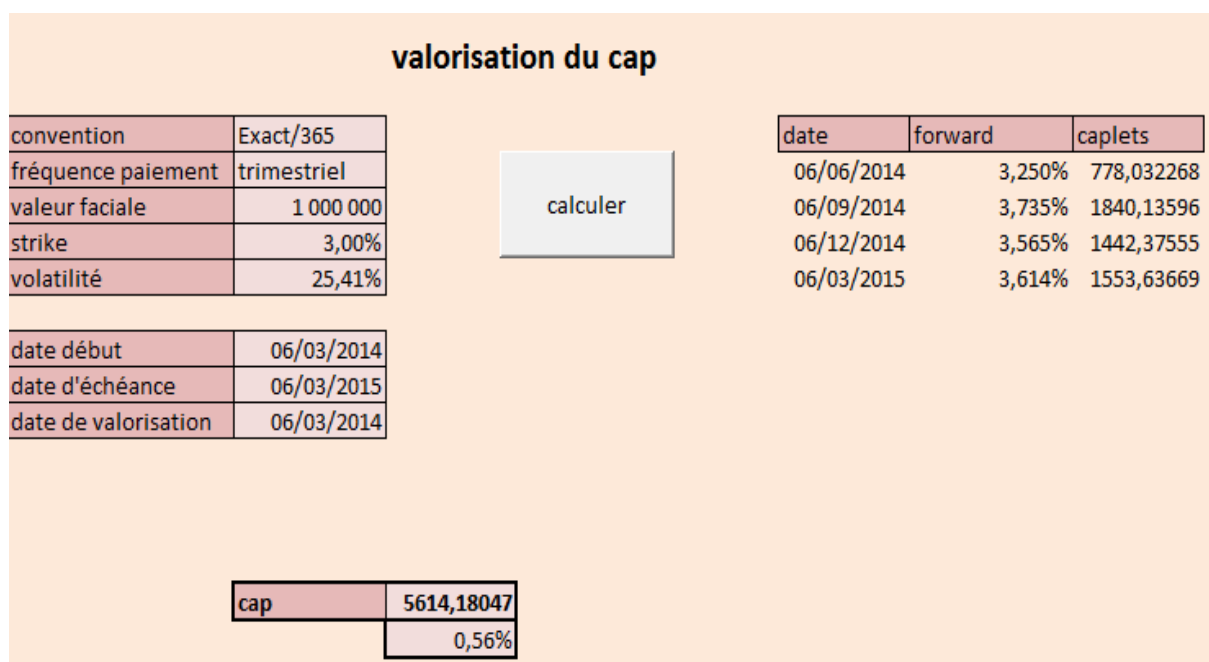 valorisation du cap
convention Exact/365
fréquence paiement trimestriel
valeur faciale 1 000 000
strike 3,00%
volatilité 25,41%
calculer
date forward caplets
06/06/2014 3,250% 778,032268
06/09/2014 3,735% 1840,13596
06/12/2014 3,565% 1442,37555
06/03/2015 3,614% 1553,63669
date début 06/03/2014
date d'échéance 06/03/2015
date de valorisation 06/03/2014
cap 5614,18047
0,56%